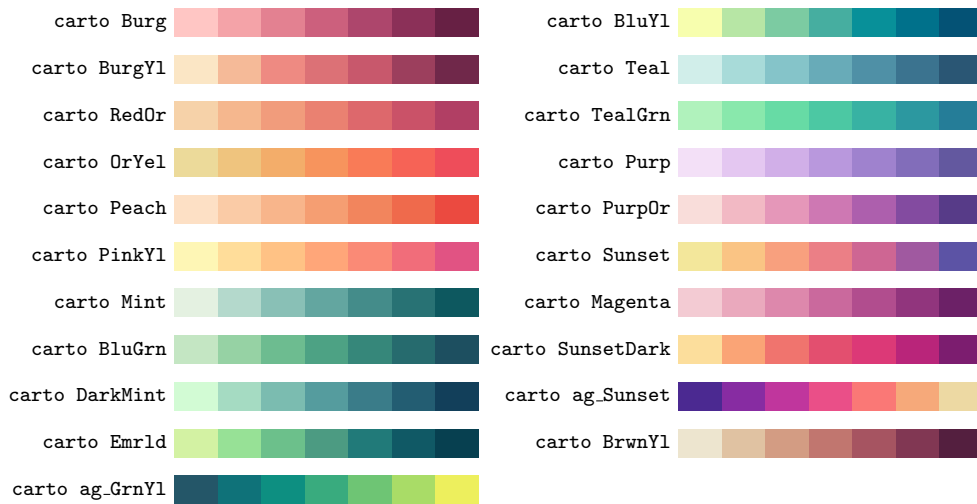 carto Burg
carto BurgYl
carto RedOr
carto OrYel
carto Peach
carto PinkYl
carto Mint
carto BluGrn
carto DarkMint
carto Emrld
carto ag_GrnYl
carto BluYl
carto Teal
carto TealGrn
carto Purp
carto PurpOr
carto Sunset
carto Magenta
carto SunsetDark
carto ag_Sunset
carto BrwnYl